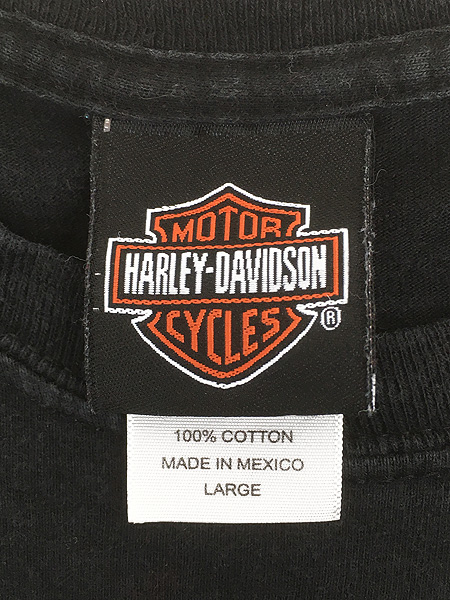 MOTOR
HARLEY-DAVIDSON
CYCLES
®
100% COTTON
MADE IN MEXICO
LARGE